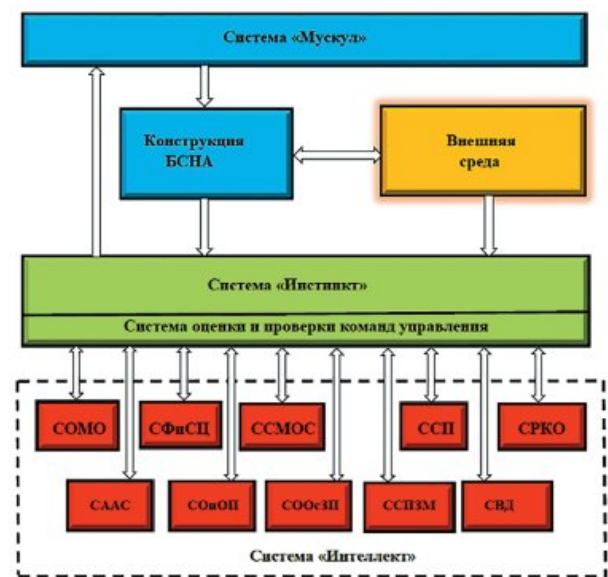 Система «Мускул»
Конструкция
БСНА
Внешняя
среда
Система «Инстинкт»
Система оценки и проверки команд управления
СОМО
СФиСЦ
ССМОС
ССП
СРКО
СААС
СОиОП
СООсЗП
ССПЗМ
СВД
Система «Интеллект»